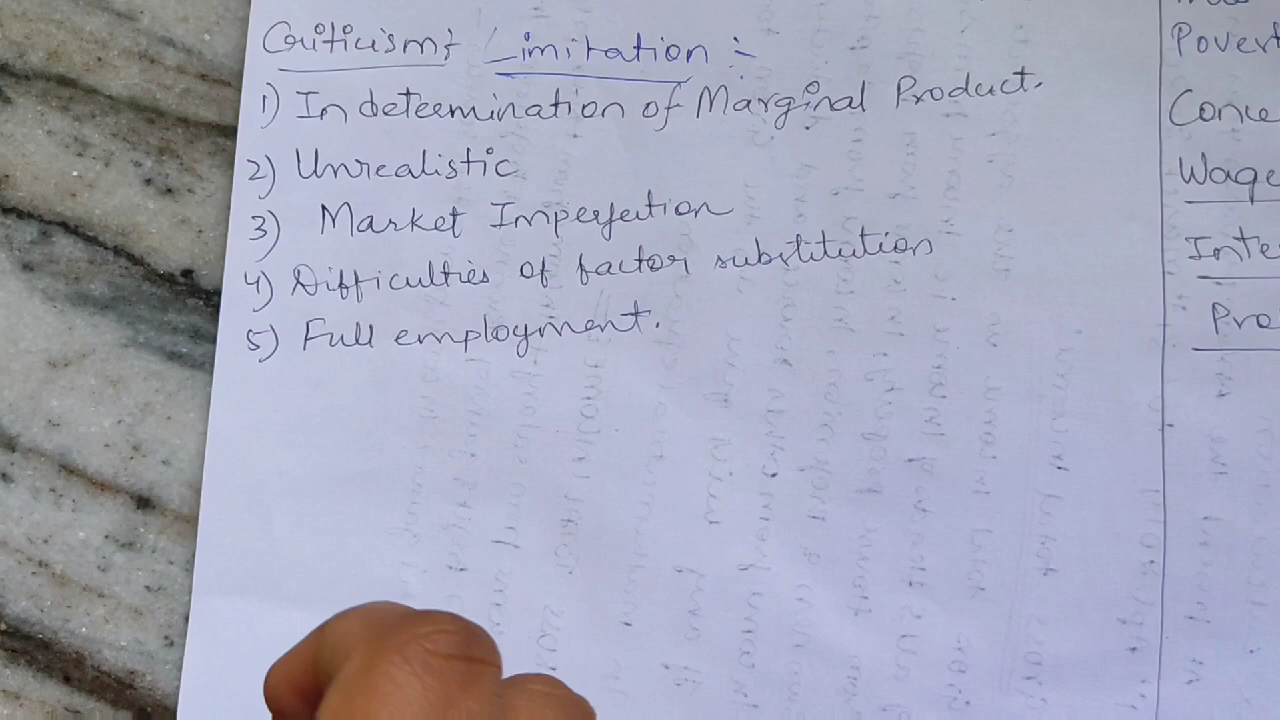 Criticism; Limitation :-
1) Indetermination of Marginal Product.
2) Unrealistic
3) Market Imperfection
4) Difficulties of factor substitution
5) Full employment.
Povert
Conce
Wage
Inte
Pro